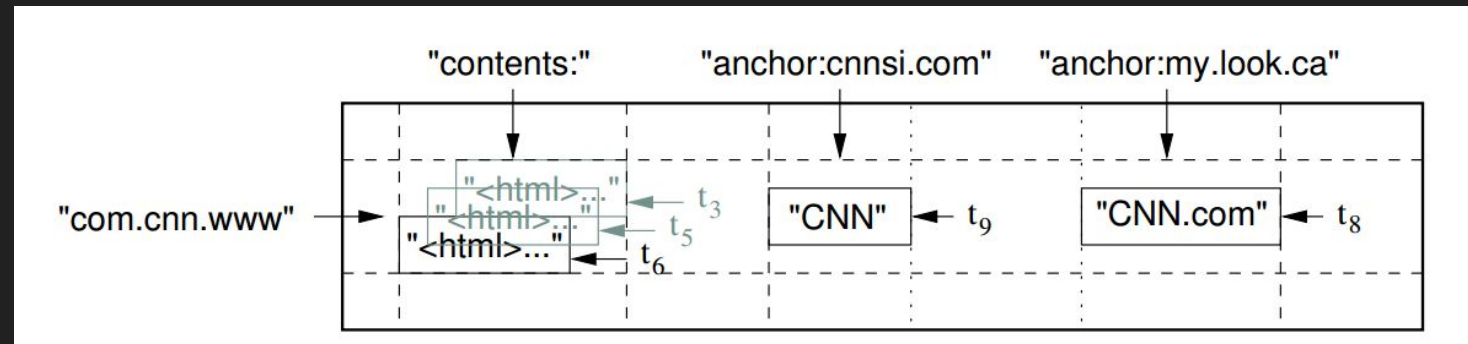 "contents:" "anchor:cnnsi.com" "anchor:my.look.ca"
"<html>..." t3
"com.cnn.www" "<html>..." t5 "CNN" t9 "CNN.com" t8
"<html>..." t6